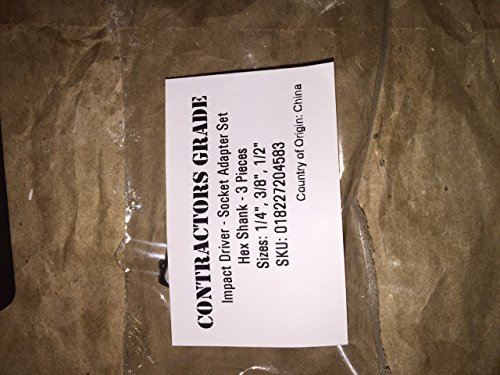 CONTRACTORS GRADE
Impact Driver - Socket Adapter Set
Hex Shank - 3 Pieces
Sizes: 1/4", 3/8", 1/2"
SKU: 018227204583
Country of Origin: China